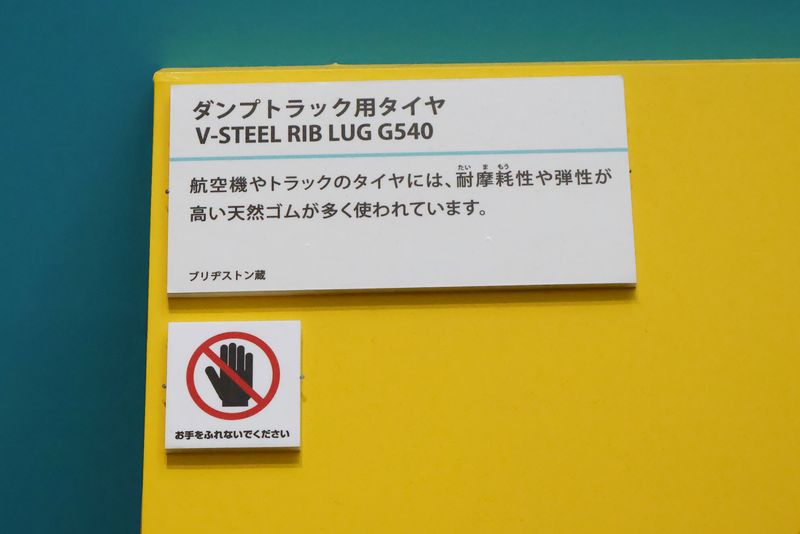 ダンプトラック用タイヤ
V-STEEL RIB LUG G540
航空機やトラックのタイヤには、耐摩耗性や弾性が
たい ま もう
高い天然ゴムが多く使われています。
ブリヂストン蔵
お手をふれないでください